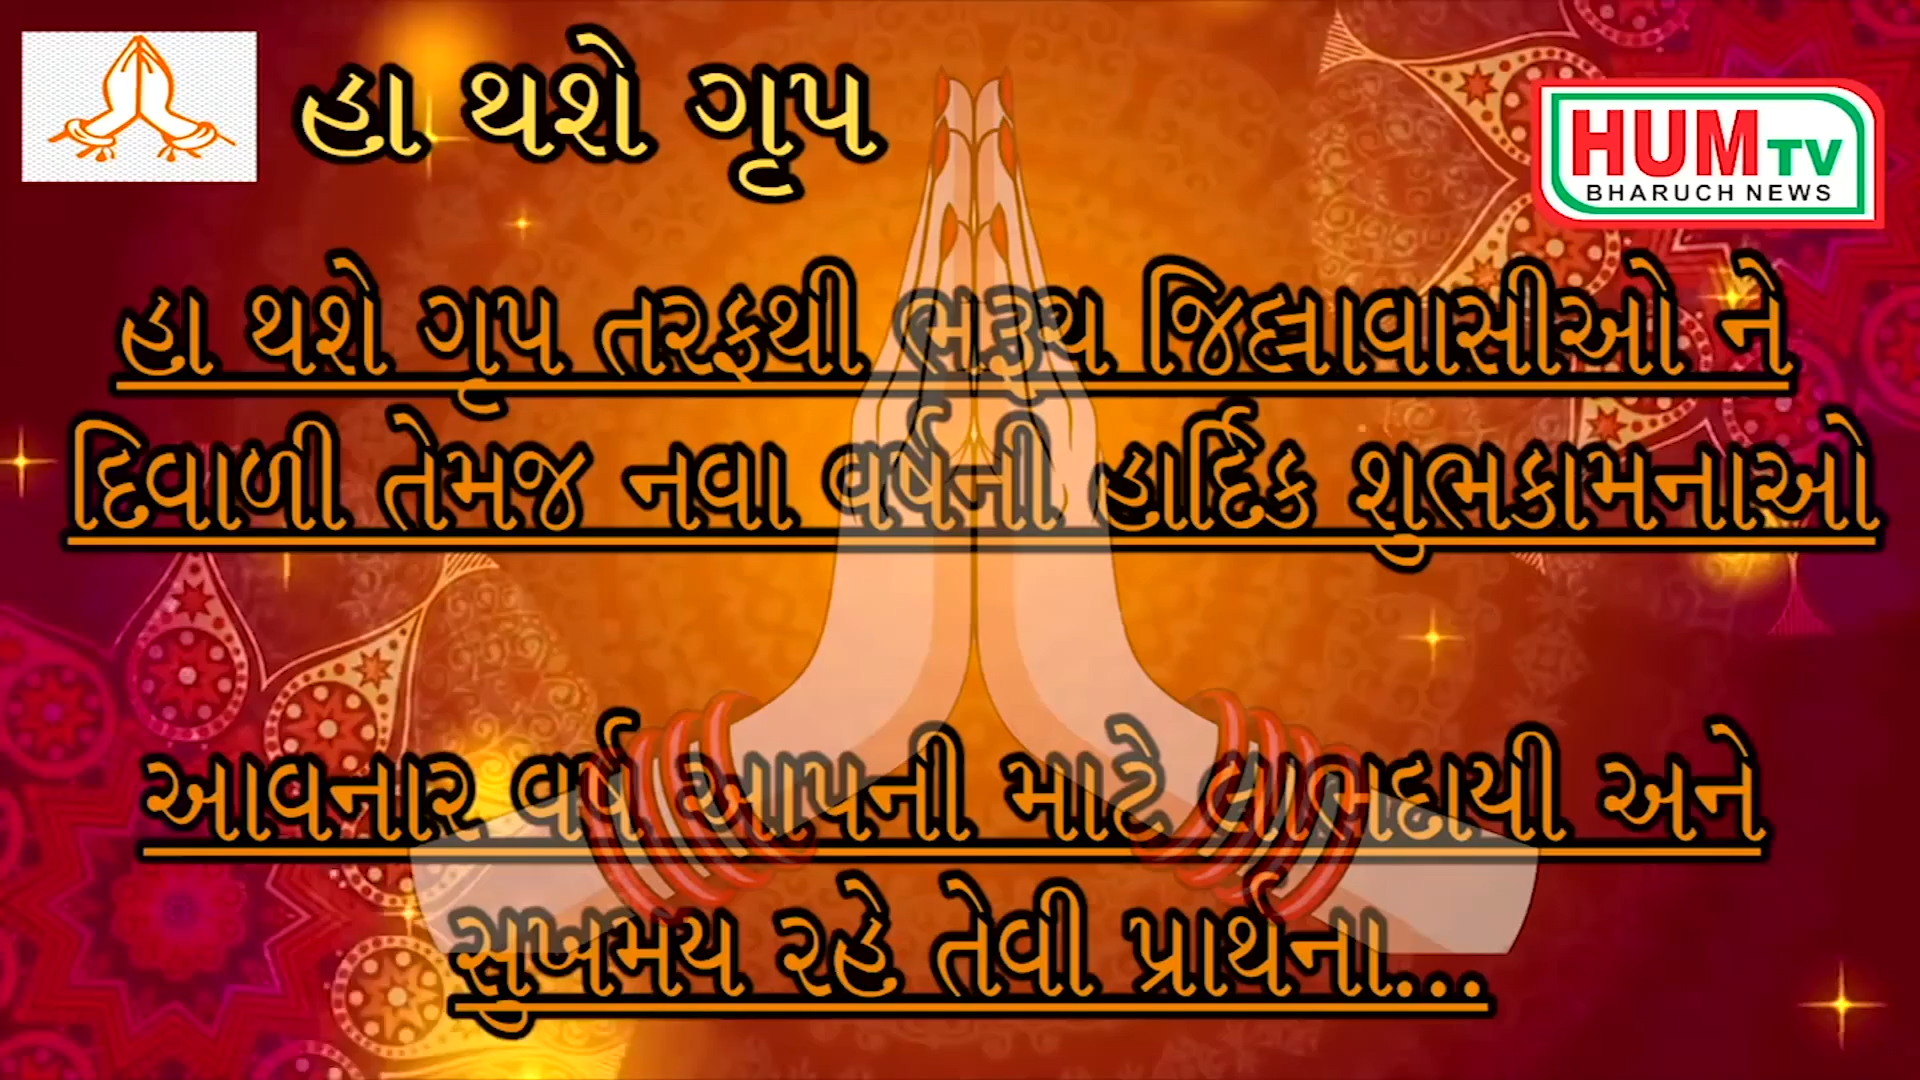 હા થશે ગૃપ
HUM TV
BHARUCH NEWS
હા થશે ગૃપ તરફથી ભરૂચ જિલ્લાવાસીઓ ને
દિવાળી તેમજ નવા વર્ષની હાર્દિક શુભકામનાઓ
આવનાર વર્ષ આપની માટે લાભદાયી અને
સુખમય રહે તેવી પ્રાર્થના...